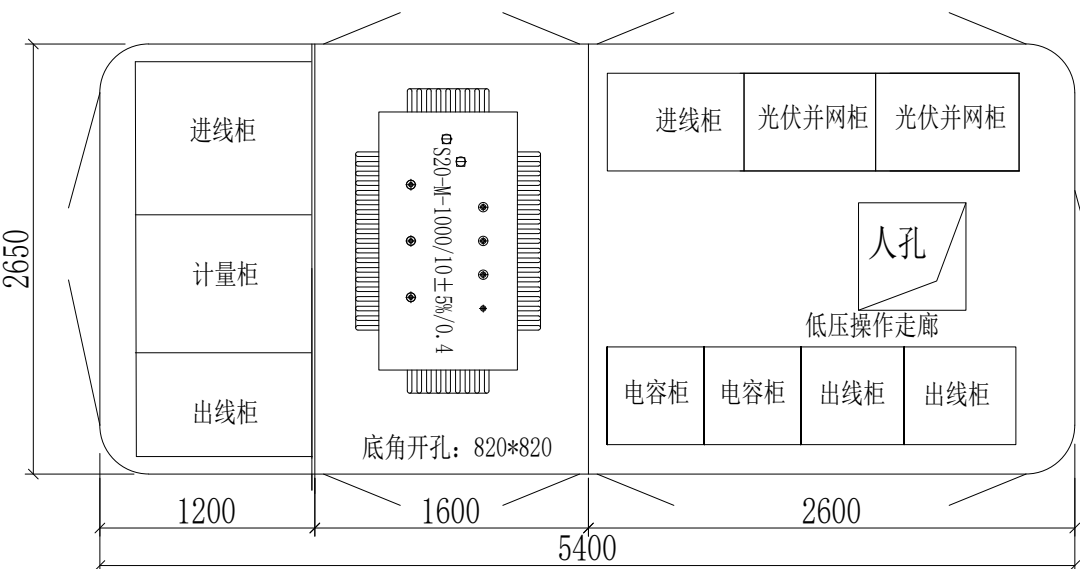 进线柜
计量柜
出线柜
S20-M-1000/10±5%/0.4
底角开孔：820*820
进线柜
光伏并网柜
光伏并网柜
人孔
低压操作走廊
电容柜
电容柜
出线柜
出线柜
2650
1200
1600
2600
5400